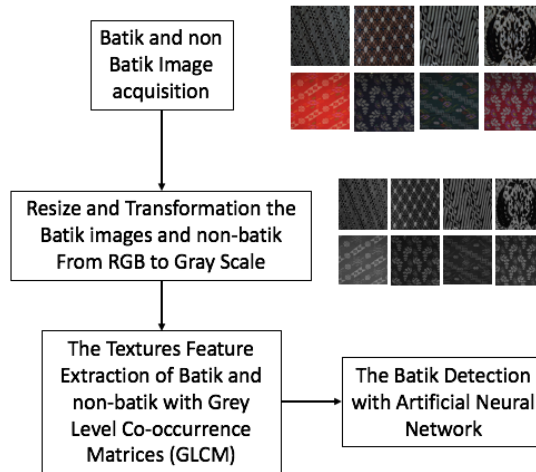 Batik and non
Batik Image
acquisition
Resize and Transformation the
Batik images and non-batik
From RGB to Gray Scale
The Textures Feature
Extraction of Batik and
non-batik with Grey
Level Co-occurrence
Matrices (GLCM)
The Batik Detection
with Artificial Neural
Network